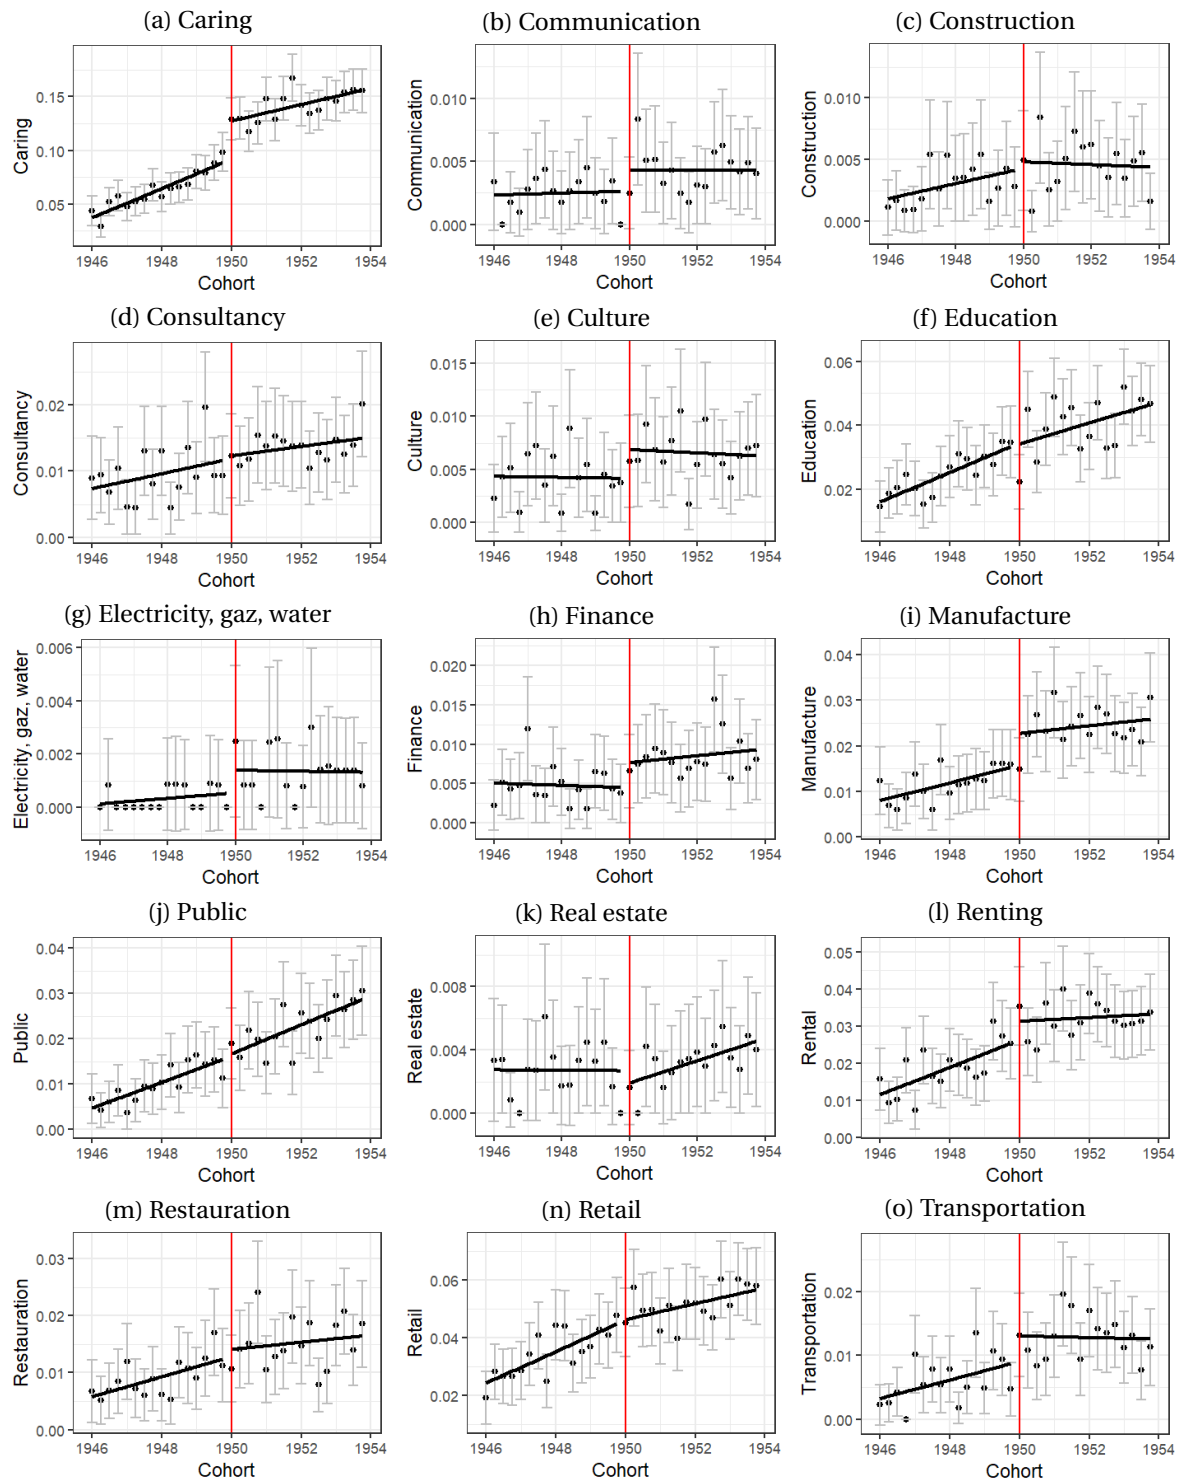 (a) Caring
(b) Communication
(c) Construction
Caring
0.15
0.10
0.05
1946 1948 1950 1952 1954
Cohort
Communication
0.010
0.005
0.000
1946 1948 1950 1952 1954
Cohort
Construction
0.010
0.005
0.000
1946 1948 1950 1952 1954
Cohort
(d) Consultancy
(e) Culture
(f) Education
Consultancy
0.02
0.01
0.00
1946 1948 1950 1952 1954
Cohort
Culture
0.015
0.010
0.005
0.000
1946 1948 1950 1952 1954
Cohort
Education
0.06
0.04
0.02
1946 1948 1950 1952 1954
Cohort
(g) Electricity, gaz, water
(h) Finance
(i) Manufacture
Electricity, gaz, water
0.006
0.004
0.002
0.000
1946 1948 1950 1952 1954
Cohort
Finance
0.020
0.015
0.010
0.005
0.000
1946 1948 1950 1952 1954
Cohort
Manufacture
0.04
0.03
0.02
0.01
0.00
1946 1948 1950 1952 1954
Cohort
(j) Public
(k) Real estate
(l) Renting
Public
0.04
0.03
0.02
0.01
0.00
1946 1948 1950 1952 1954
Cohort
Real estate
0.008
0.004
0.000
1946 1948 1950 1952 1954
Cohort
Rental
0.05
0.04
0.03
0.02
0.01
0.00
1946 1948 1950 1952 1954
Cohort
(m) Restauration
(n) Retail
(o) Transportation
Restauration
0.03
0.02
0.01
0.00
1946 1948 1950 1952 1954
Cohort
Retail
0.06
0.04
0.02
1946 1948 1950 1952 1954
Cohort
Transportation
0.02
0.01
0.00
1946 1948 1950 1952 1954
Cohort